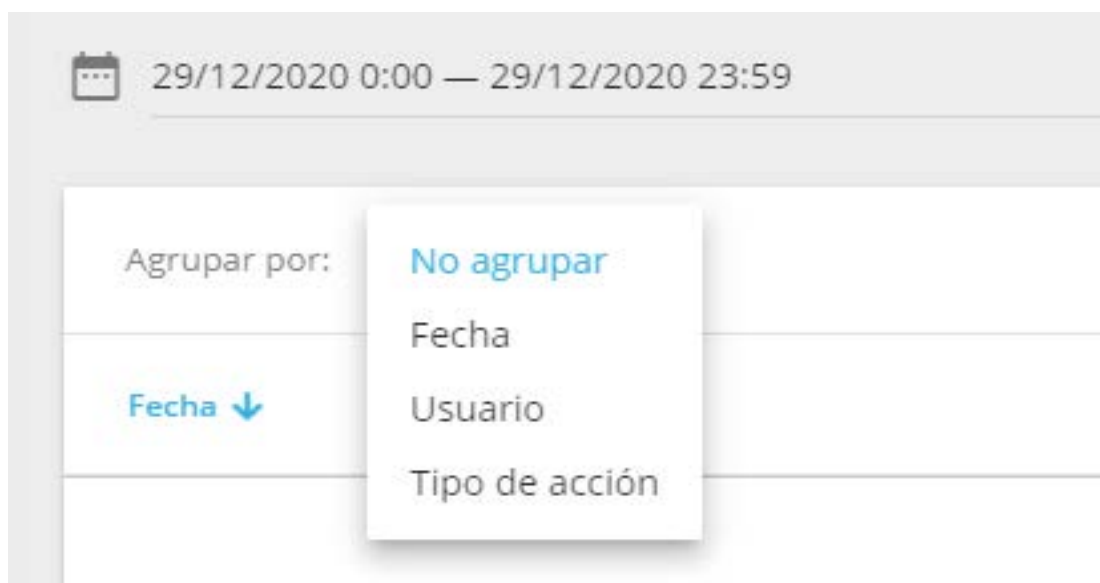 29/12/2020 0:00 — 29/12/2020 23:59
Agrupar por:
No agrupar
Fecha
Usuario
Tipo de acción
Fecha